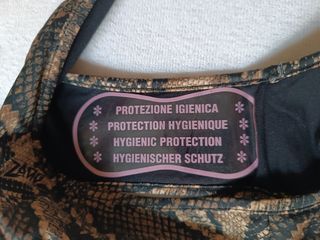 PROTEZIONE IGIENICA
* PROTECTION HYGIENIQUE *
* HYGIENIC PROTECTION *
* HYGIENISCHER SCHUTZ *